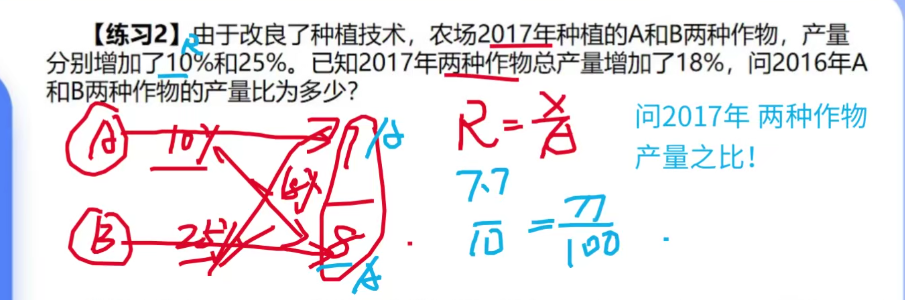 【练习2】由于改良了种植技术，农场2017年种植的A和B两种作物，产量
分别增加了10%和25%。已知2017年两种作物总产量增加了18%，问2016年A
和B两种作物的产量比为多少？
问2017年 两种作物
产量之比！
R
A 10% 7 A
18%
B 25% 8 A
R=X/A
7.7/10 = 77/100